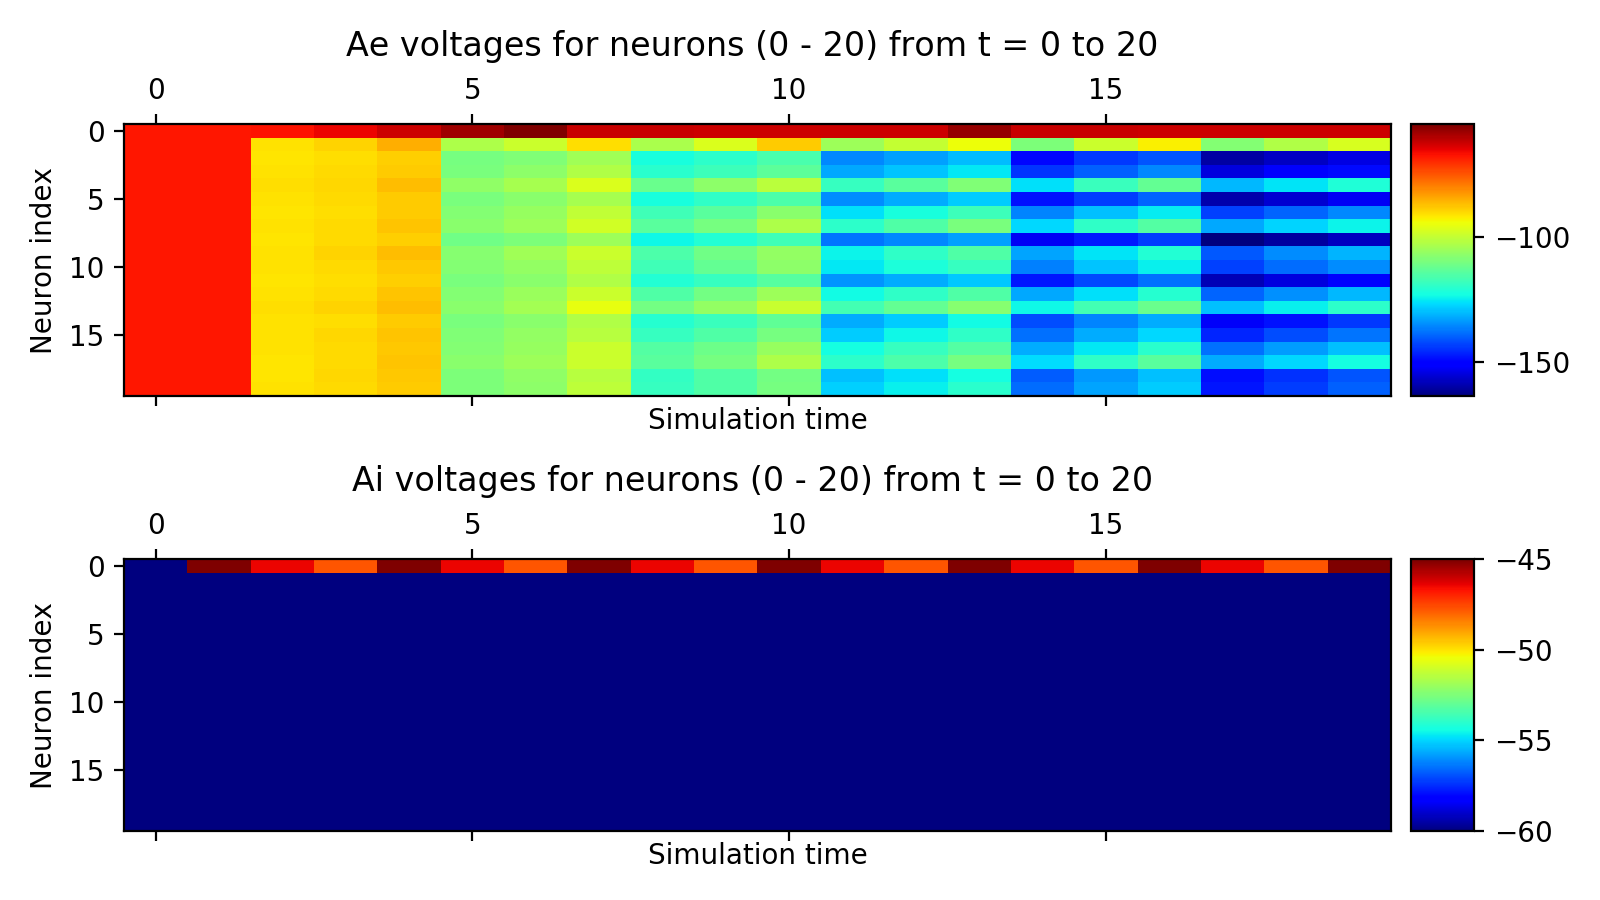 Ae voltages for neurons (0 - 20) from t = 0 to 20
0 5 10 15
0
5
10
15
Neuron index
Simulation time
−100
−150
Ai voltages for neurons (0 - 20) from t = 0 to 20
0 5 10 15
0
5
10
15
Neuron index
Simulation time
−45
−50
−55
−60